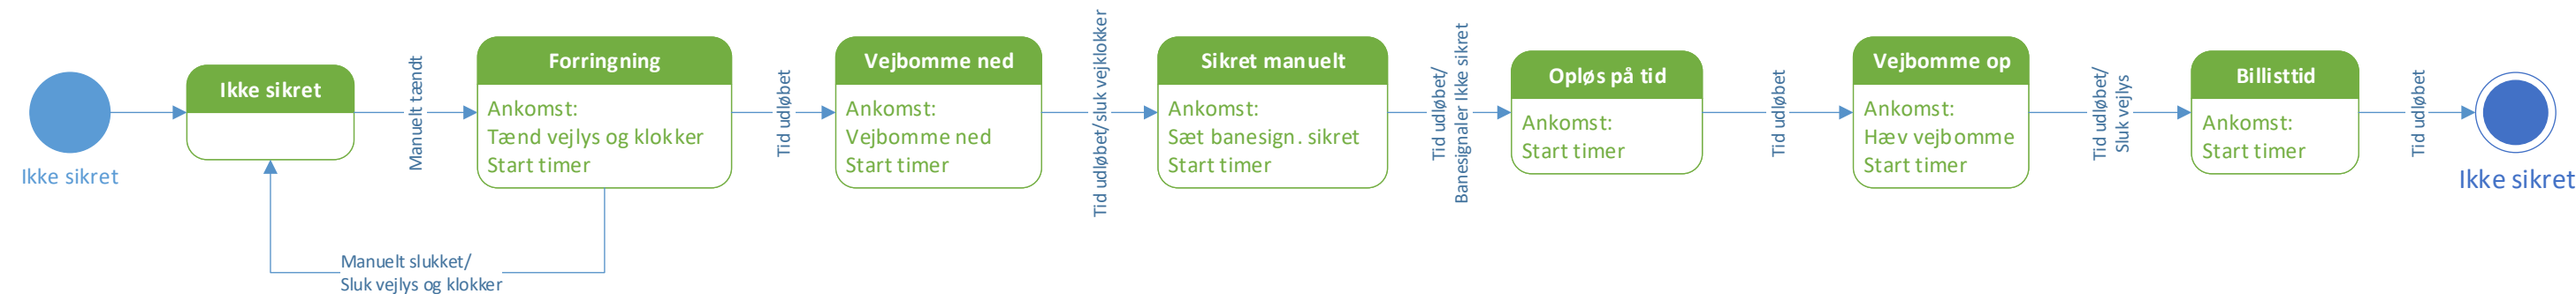 Ikke sikret
Ikke sikret
Manuelt tændt
Forringning
Ankomst:
Tænd vejlys og klokker
Start timer
Manuelt slukket/
Sluk vejlys og klokker
Tid udløbet
Vejbomme ned
Ankomst:
Vejbomme ned
Start timer
Tid udløbet/sluk vejklokker
Sikret manuelt
Ankomst:
Sæt banesign. sikret
Start timer
Tid udløbet/
Banesignaler Ikke sikret
Opløs på tid
Ankomst:
Start timer
Tid udløbet
Vejbomme op
Ankomst:
Hæv vejbomme
Start timer
Tid udløbet/
Sluk vejlys
Billisttid
Ankomst:
Start timer
Tid udløbet
Ikke sikret